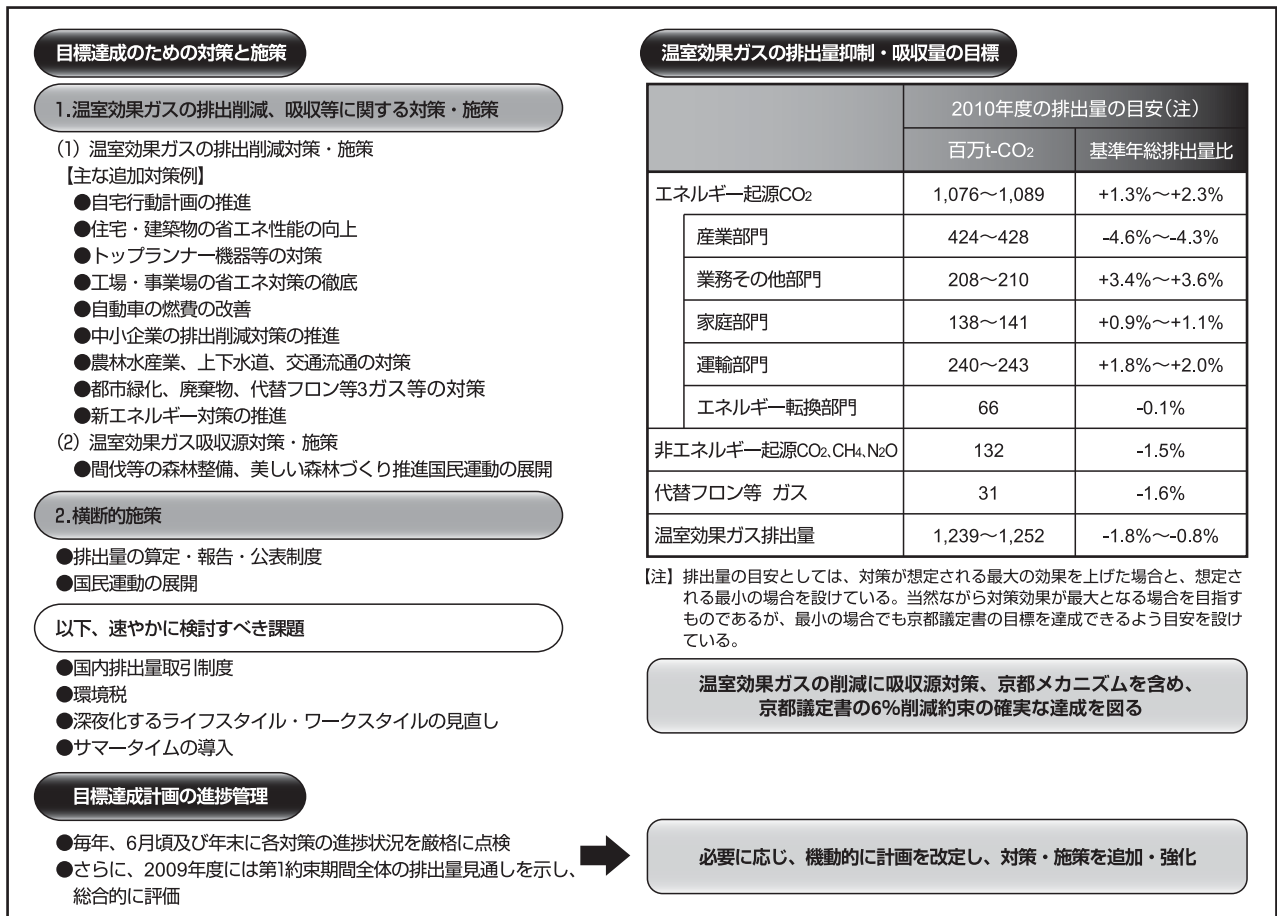 目標達成のための対策と施策
1.温室効果ガスの排出削減、吸収等に関する対策・施策
(1) 温室効果ガスの排出削減対策・施策
【主な追加対策例】
●自宅行動計画の推進
●住宅・建築物の省エネ性能の向上
●トップランナー機器等の対策
●工場・事業場の省エネ対策の徹底
●自動車の燃費の改善
●中小企業の排出削減対策の推進
●農林水産業、上下水道、交通流通の対策
●都市緑化、廃棄物、代替フロン等3ガス等の対策
●新エネルギー対策の推進
(2) 温室効果ガス吸収源対策・施策
●間伐等の森林整備、美しい森林づくり推進国民運動の展開
2.横断的施策
●排出量の算定・報告・公表制度
●国民運動の展開
以下、速やかに検討すべき課題
●国内排出量取引制度
●環境税
●深夜化するライフスタイル・ワークスタイルの見直し
●サマータイムの導入
目標達成計画の進捗管理
●毎年、6月頃及び年末に各対策の進捗状況を厳格に点検
●さらに、2009年度には第1約束期間全体の排出量見通しを示し、
総合的に評価
温室効果ガスの排出量抑制・吸収量の目標
2010年度の排出量の目安(注)
百万t-CO2 基準年総排出量比
エネルギー起源CO2 1,076～1,089 +1.3%～+2.3%
産業部門 424～428 -4.6%～-4.3%
業務その他部門 208～210 +3.4%～+3.6%
家庭部門 138～141 +0.9%～+1.1%
運輸部門 240～243 +1.8%～+2.0%
エネルギー転換部門 66 -0.1%
非エネルギー起源CO2、CH4、N2O 132 -1.5%
代替フロン等 ガス 31 -1.6%
温室効果ガス排出量 1,239～1,252 -1.8%～-0.8%
【注】排出量の目安としては、対策が想定される最大の効果を上げた場合と、想定さ
れる最小の場合を設けている。当然ながら対策効果が最大となる場合を目指す
ものであるが、最小の場合でも京都議定書の目標を達成できるよう目安を設け
ている。
温室効果ガスの削減に吸収源対策、京都メカニズムを含め、
京都議定書の6%削減約束の確実な達成を図る
必要に応じ、機動的に計画を改定し、対策・施策を追加・強化